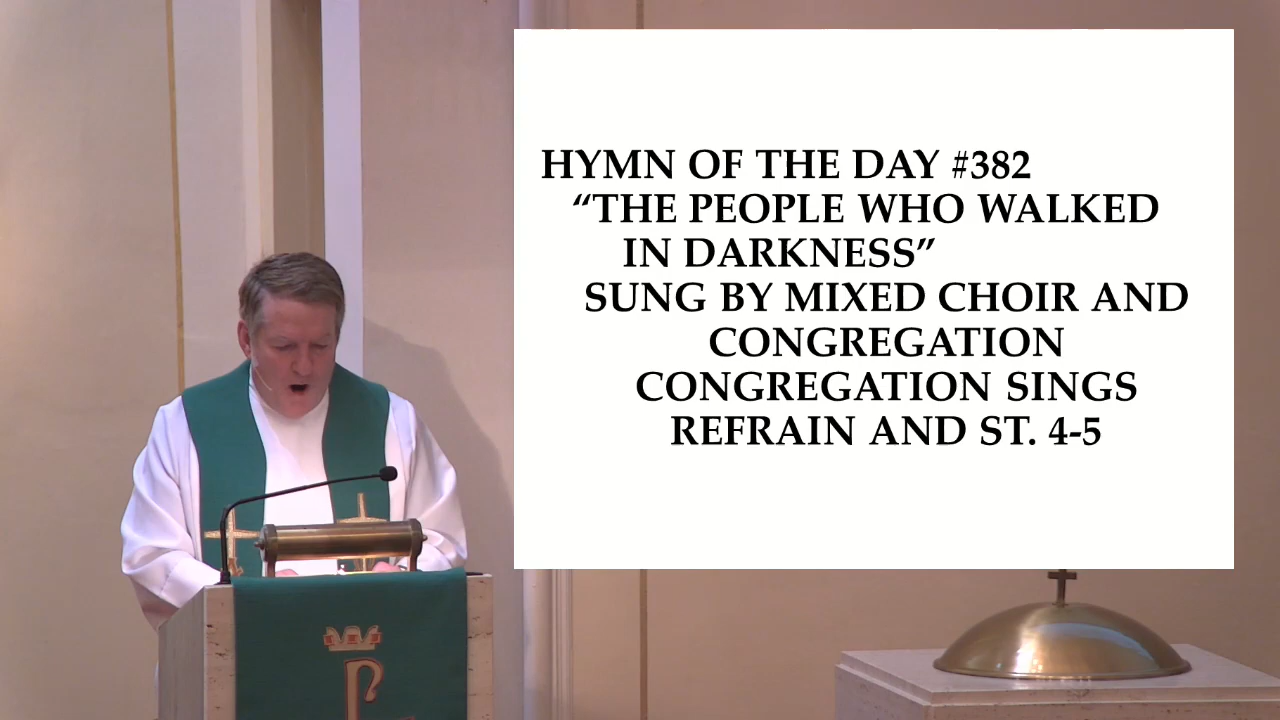 HYMN OF THE DAY #382
“THE PEOPLE WHO WALKED
IN DARKNESS”
SUNG BY MIXED CHOIR AND
CONGREGATION
CONGREGATION SINGS
REFRAIN AND ST. 4-5